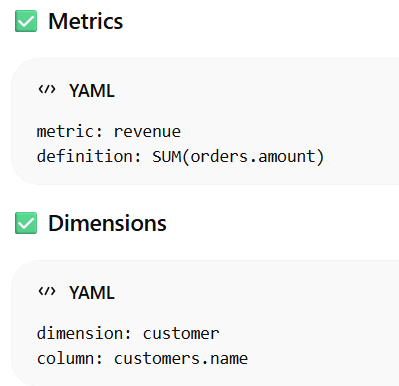 ✅ Metrics
</> YAML
metric: revenue
definition: SUM(orders.amount)
✅ Dimensions
</> YAML
dimension: customer
column: customers.name